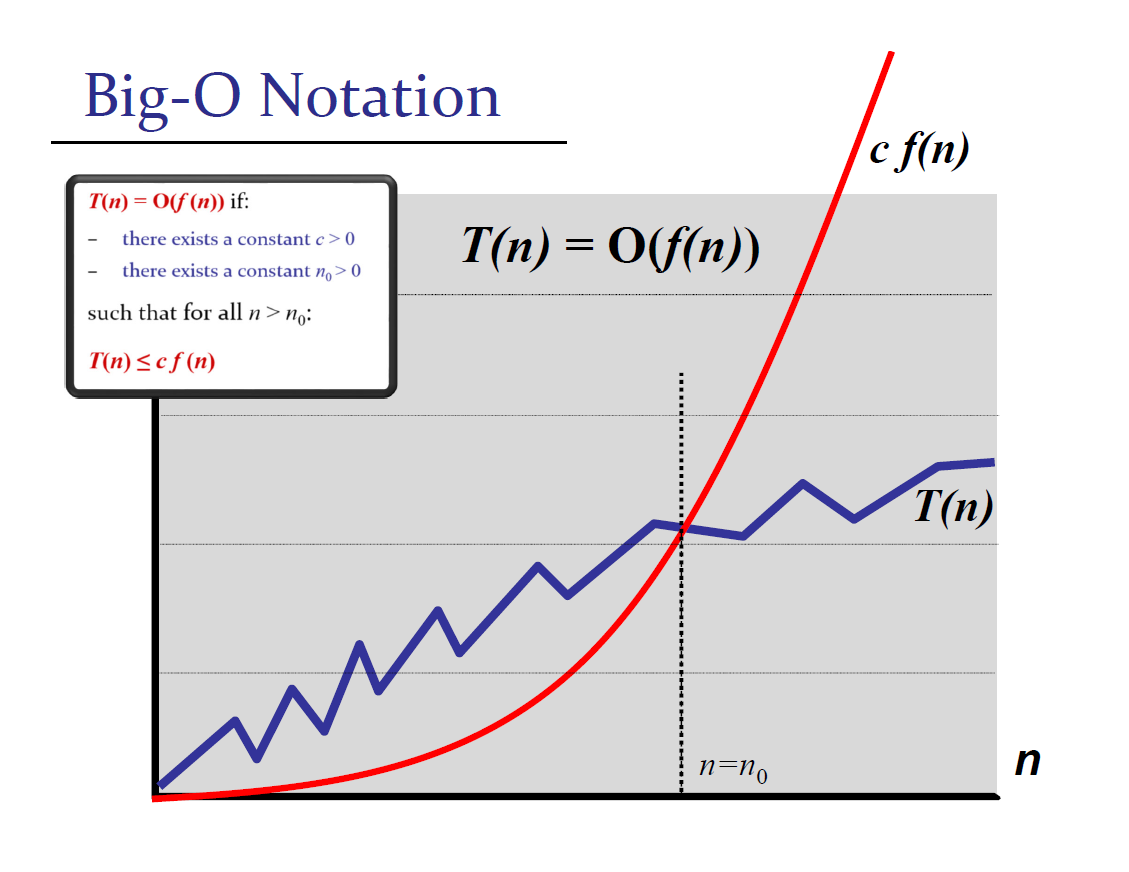 Big-O Notation
T(n) = O(f (n)) if:
– there exists a constant c > 0
– there exists a constant n₀ > 0
such that for all n > n₀:
T(n) ≤ c f (n)
c f(n)
T(n) = O(f(n))
T(n)
n=n₀
n